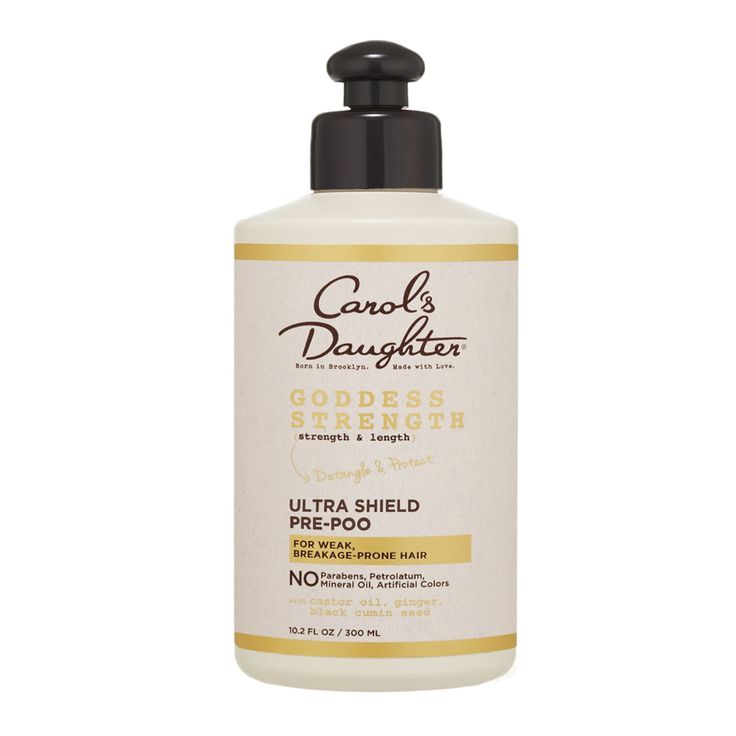 Carol's
Daughter®
Born in Brooklyn. Made with Love.
GODDESS
STRENGTH
(strength & length)
Detangle & Protect
ULTRA SHIELD
PRE-POO
FOR WEAK,
BREAKAGE-PRONE HAIR
NO Parabens, Petrolatum,
Mineral Oil, Artificial Colors
with castor oil, ginger,
black cumin seed
10.2 FL OZ / 300 ML